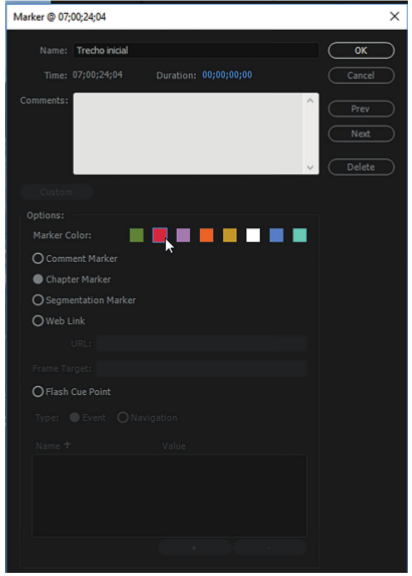 Marker @ 07;00;24;04
Name: Trecho inicial
OK
Time: 07;00;24;04 Duration: 00;00;00;00
Cancel
Comments:
Prev
Next
Delete
Custom
Options:
Marker Color:
Comment Marker
Chapter Marker
Segmentation Marker
Web Link
URL:
Frame Target:
Flash Cue Point
Type: Event Navigation
Name Value
+ -